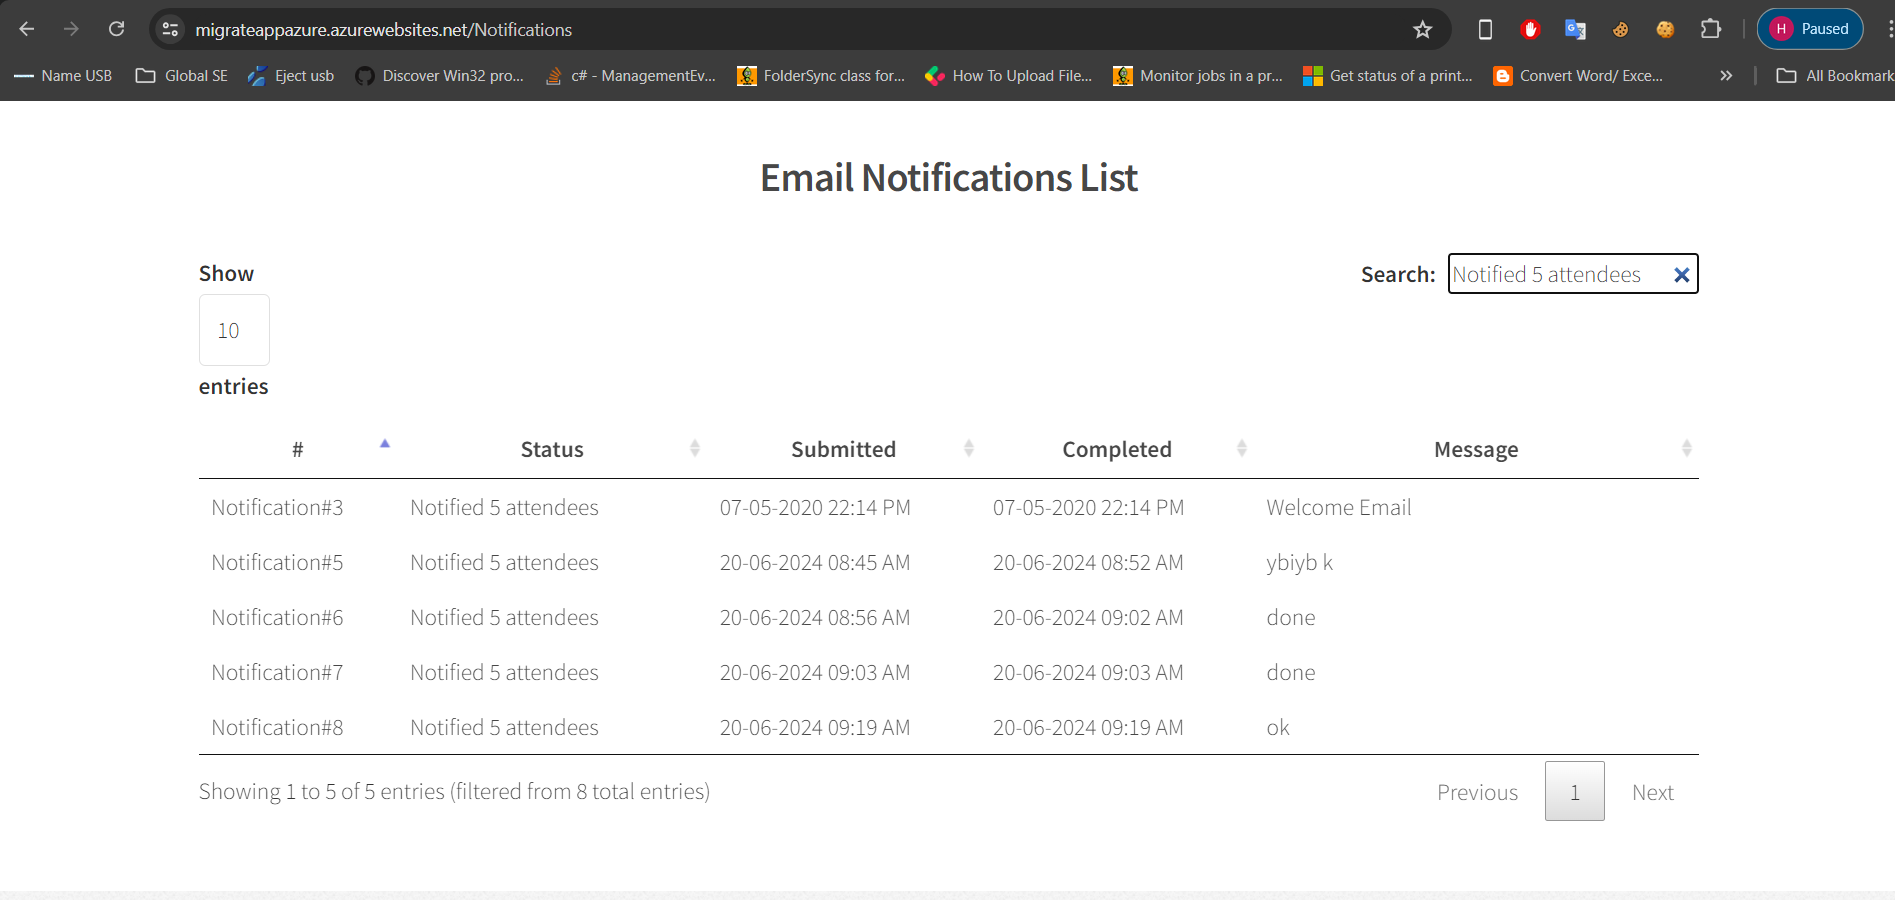 migrateappazure.azurewebsites.net/Notifications
H Paused
Name USB Global SE Eject usb Discover Win32 pro... c# - ManagementEv... FolderSync class for... How To Upload File... Monitor jobs in a pr... Get status of a print... Convert Word/ Exce... » All Bookmark
Email Notifications List
Show
10
entries
Search: Notified 5 attendees
# Status Submitted Completed Message
Notification#3 Notified 5 attendees 07-05-2020 22:14 PM 07-05-2020 22:14 PM Welcome Email
Notification#5 Notified 5 attendees 20-06-2024 08:45 AM 20-06-2024 08:52 AM ybiyb k
Notification#6 Notified 5 attendees 20-06-2024 08:56 AM 20-06-2024 09:02 AM done
Notification#7 Notified 5 attendees 20-06-2024 09:03 AM 20-06-2024 09:03 AM done
Notification#8 Notified 5 attendees 20-06-2024 09:19 AM 20-06-2024 09:19 AM ok
Showing 1 to 5 of 5 entries (filtered from 8 total entries)
Previous 1 Next